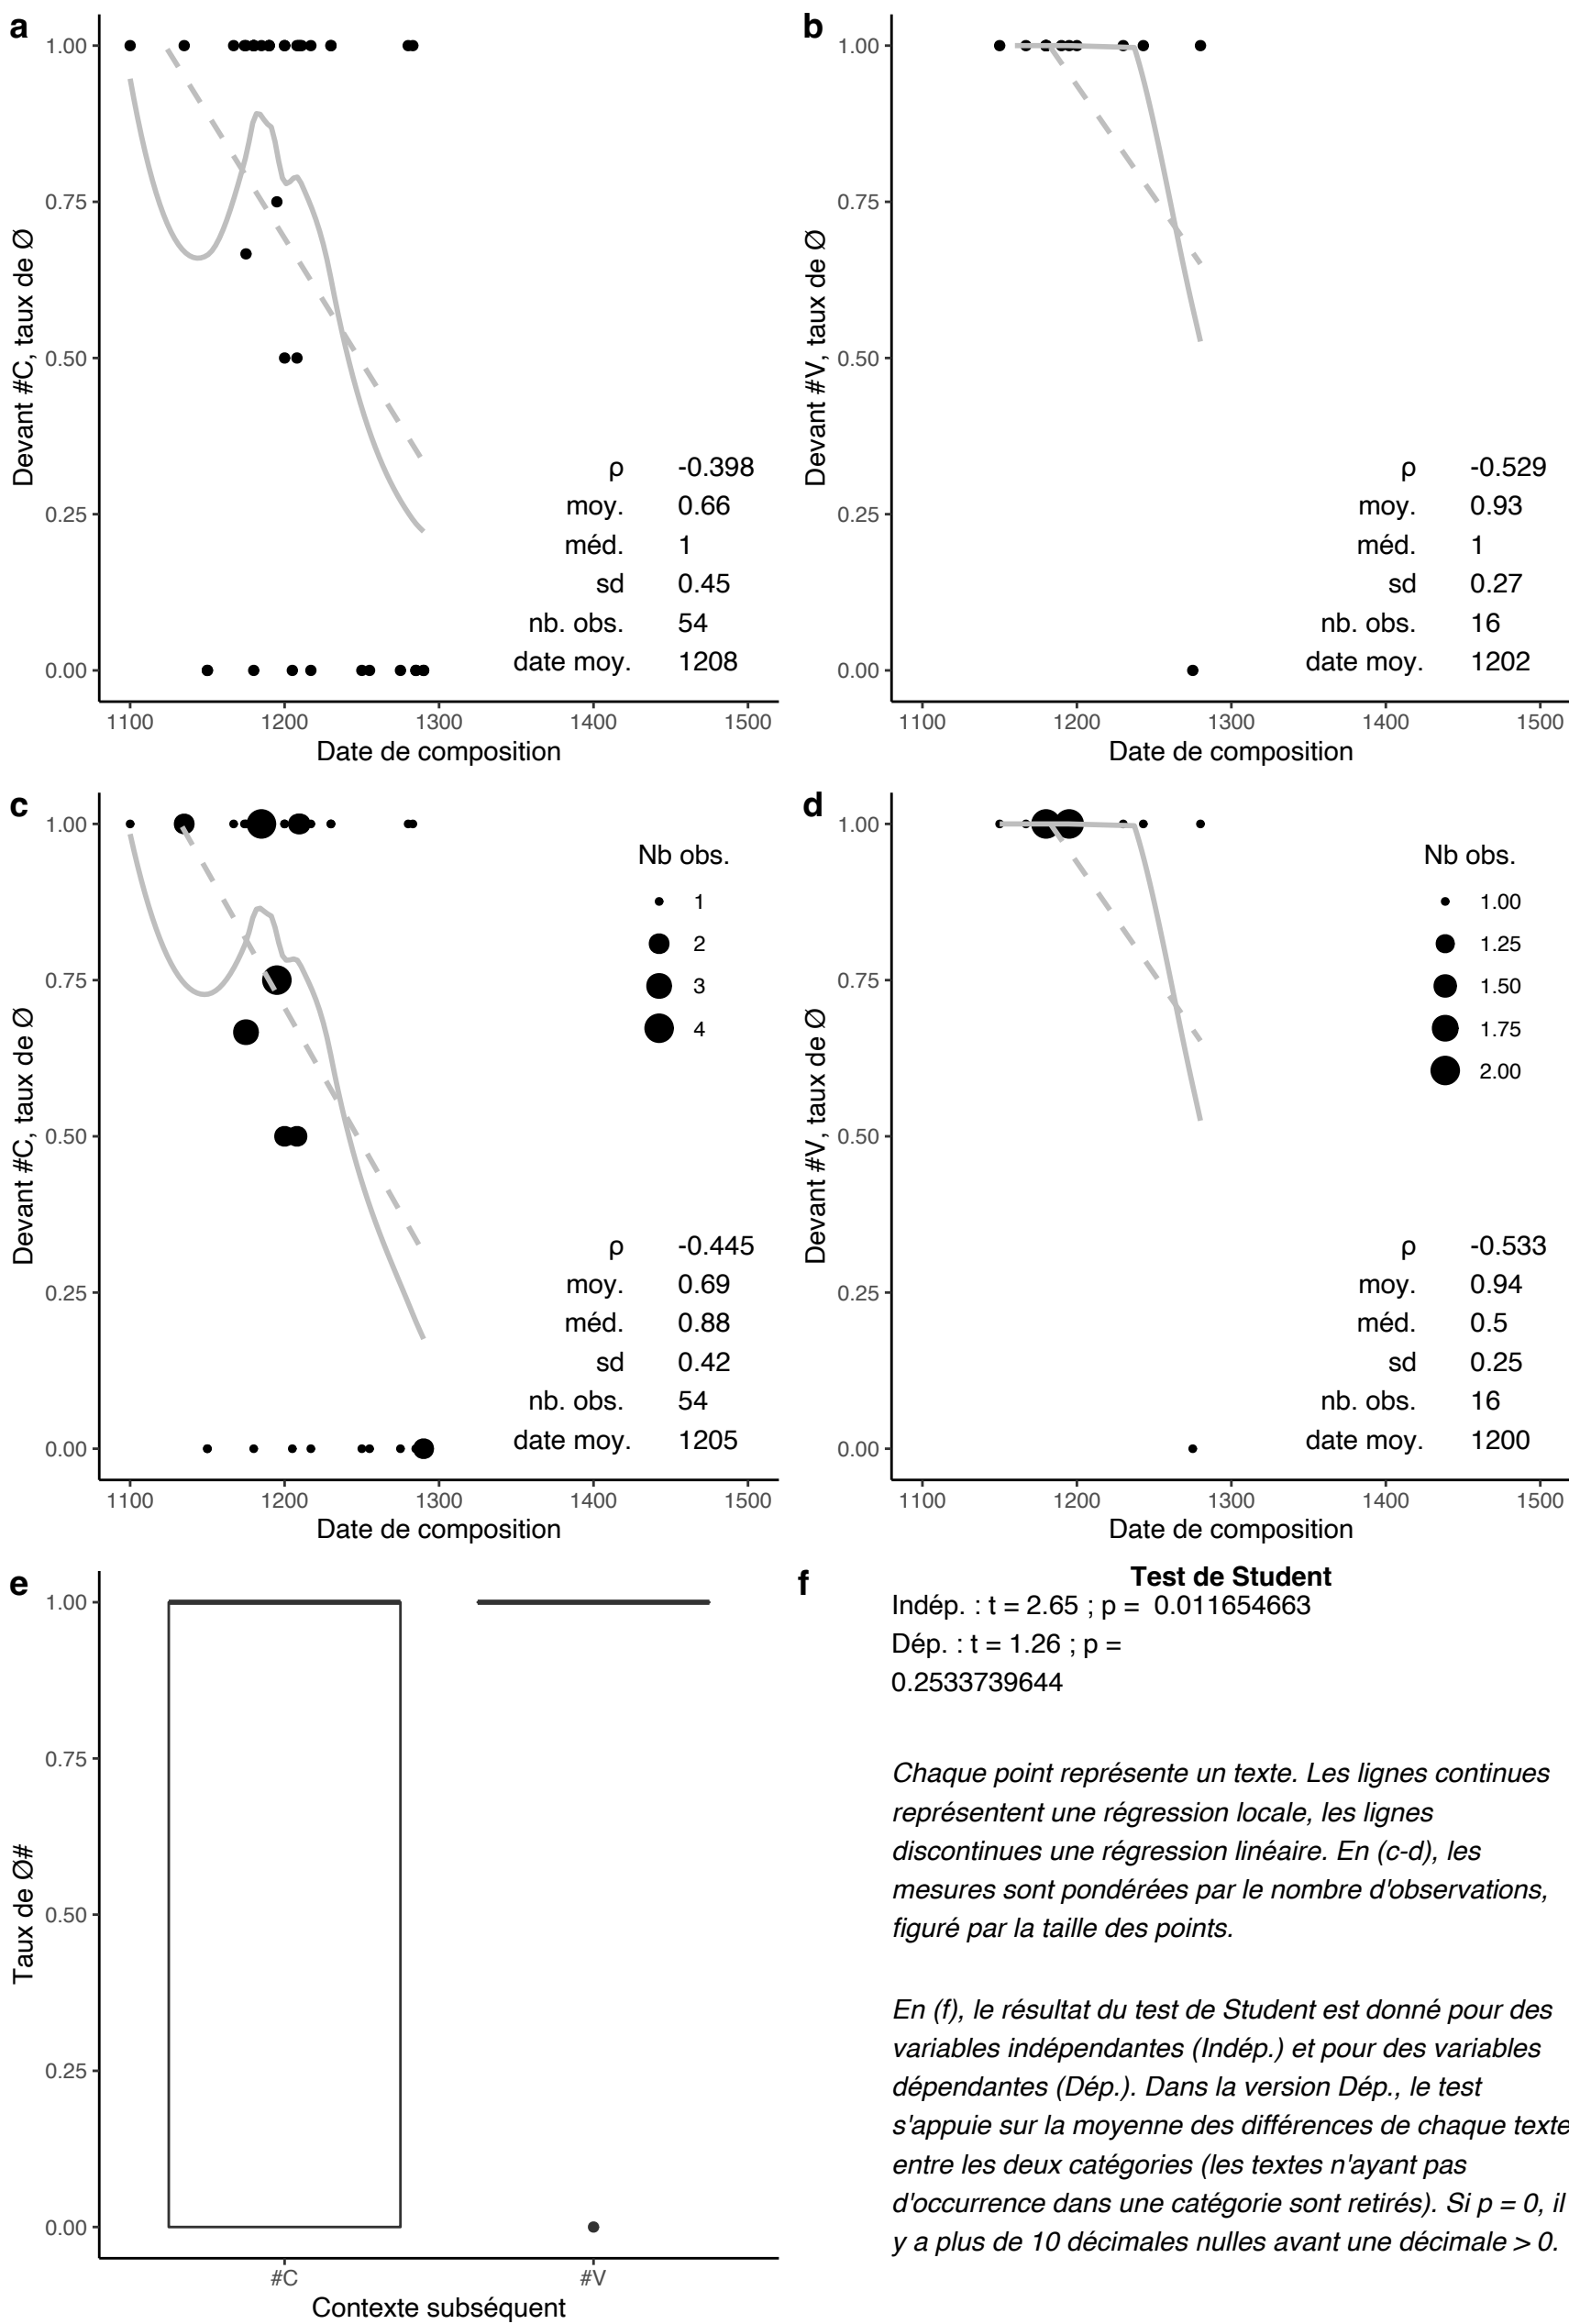 a
1.00
0.75
0.50
0.25
0.00
Devant #C, taux de Ø
ρ -0.398
moy. 0.66
méd. 1
sd 0.45
nb. obs. 54
date moy. 1208
1100 1200 1300 1400 1500
Date de composition
b
1.00
0.75
0.50
0.25
0.00
Devant #V, taux de Ø
ρ -0.529
moy. 0.93
méd. 1
sd 0.27
nb. obs. 16
date moy. 1202
1100 1200 1300 1400 1500
Date de composition
c
1.00
0.75
0.50
0.25
0.00
Devant #C, taux de Ø
Nb obs.
1
2
3
4
ρ -0.445
moy. 0.69
méd. 0.88
sd 0.42
nb. obs. 54
date moy. 1205
1100 1200 1300 1400 1500
Date de composition
d
1.00
0.75
0.50
0.25
0.00
Devant #V, taux de Ø
Nb obs.
1.00
1.25
1.50
1.75
2.00
ρ -0.533
moy. 0.94
méd. 0.5
sd 0.25
nb. obs. 16
date moy. 1200
1100 1200 1300 1400 1500
Date de composition
e
1.00
0.75
0.50
0.25
0.00
Taux de Ø#
#C #V
Contexte subséquent
f
Test de Student
Indép. : t = 2.65 ; p = 0.011654663
Dép. : t = 1.26 ; p =
0.2533739644
Chaque point représente un texte. Les lignes continues
représentent une régression locale, les lignes
discontinues une régression linéaire. En (c-d), les
mesures sont pondérées par le nombre d'observations,
figuré par la taille des points.
En (f), le résultat du test de Student est donné pour des
variables indépendantes (Indép.) et pour des variables
dépendantes (Dép.). Dans la version Dép., le test
s'appuie sur la moyenne des différences de chaque texte
entre les deux catégories (les textes n'ayant pas
d'occurrence dans une catégorie sont retirés). Si p = 0, il
y a plus de 10 décimales nulles avant une décimale > 0.